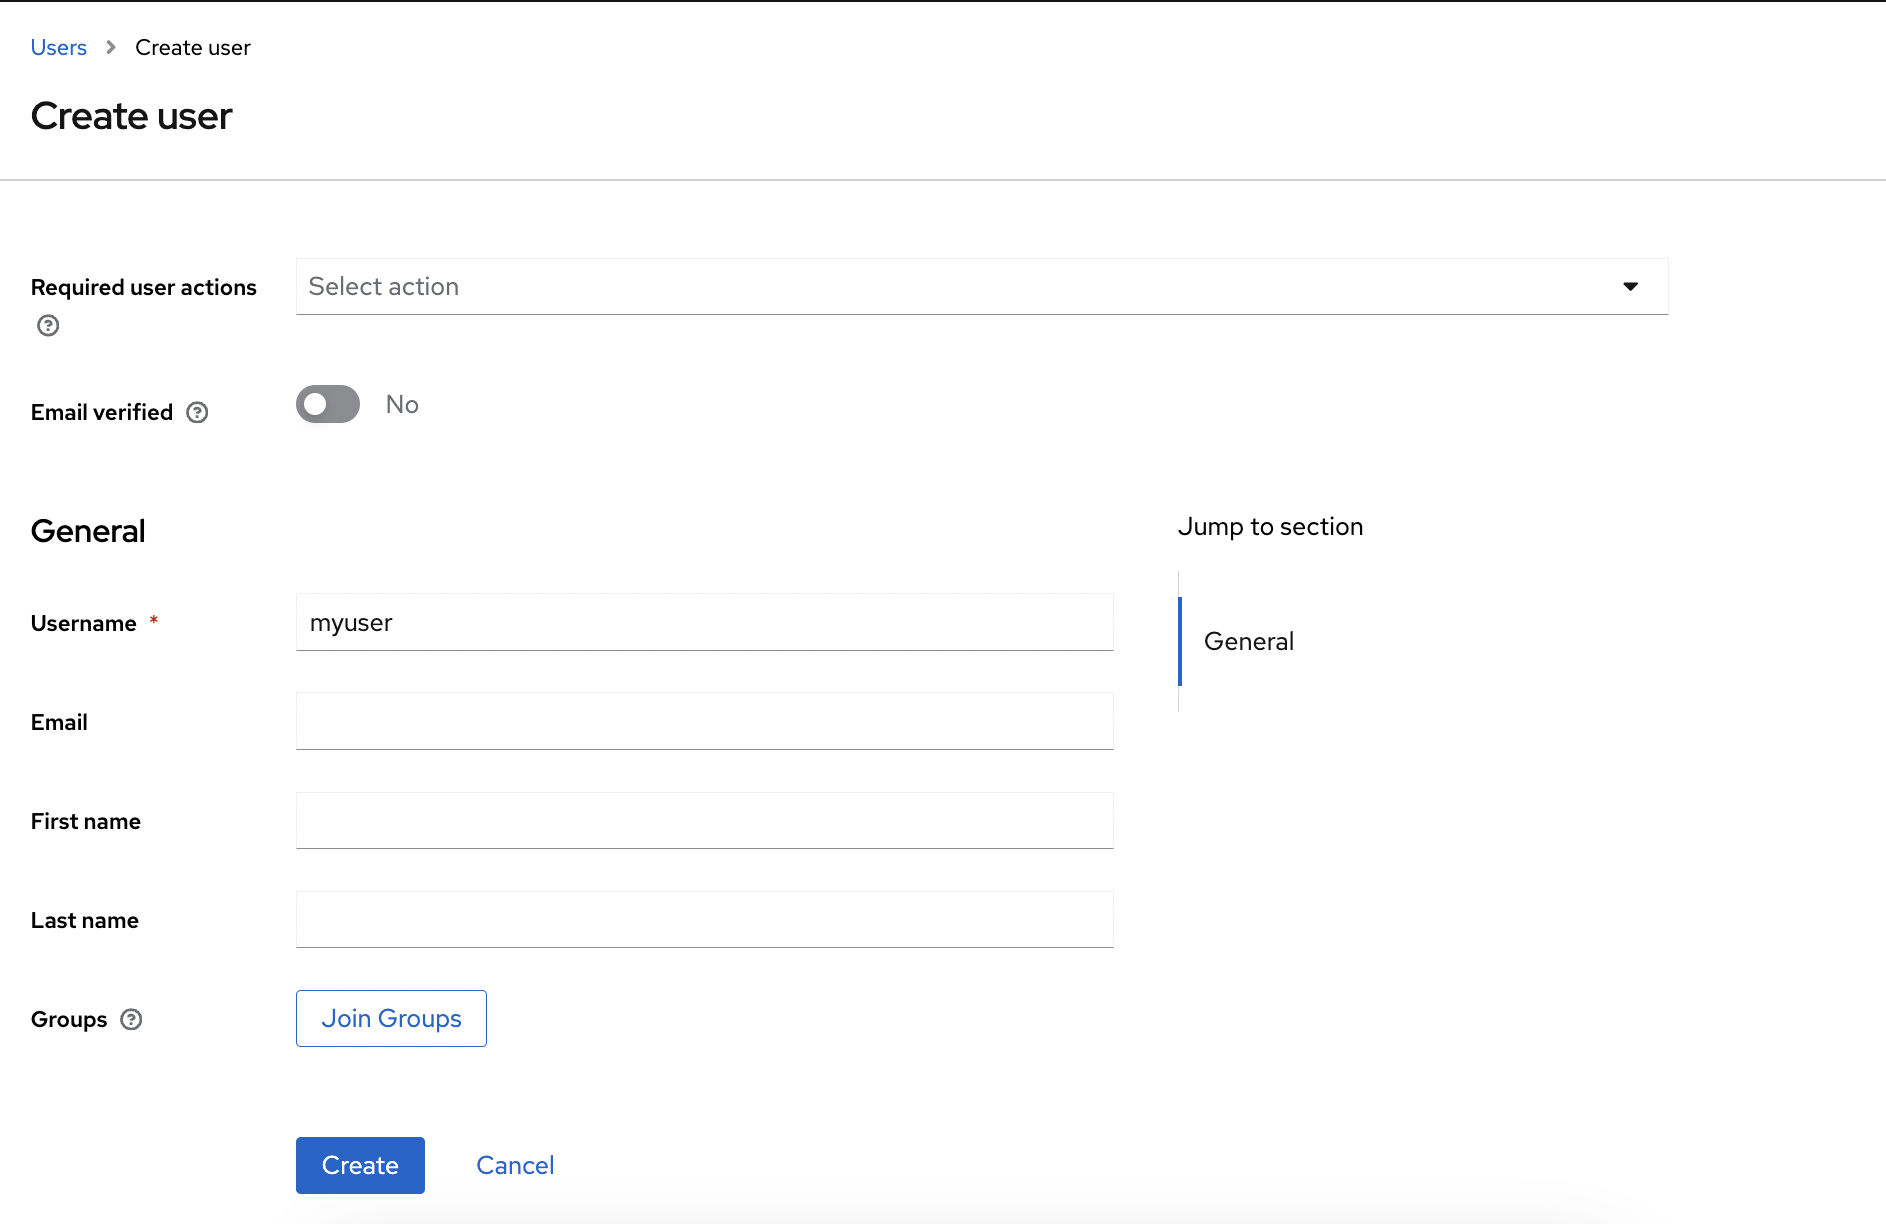 Users > Create user
Create user
Required user actions
Select action
Email verified
No
General
Jump to section
General
Username *
myuser
Email
First name
Last name
Groups
Join Groups
Create
Cancel